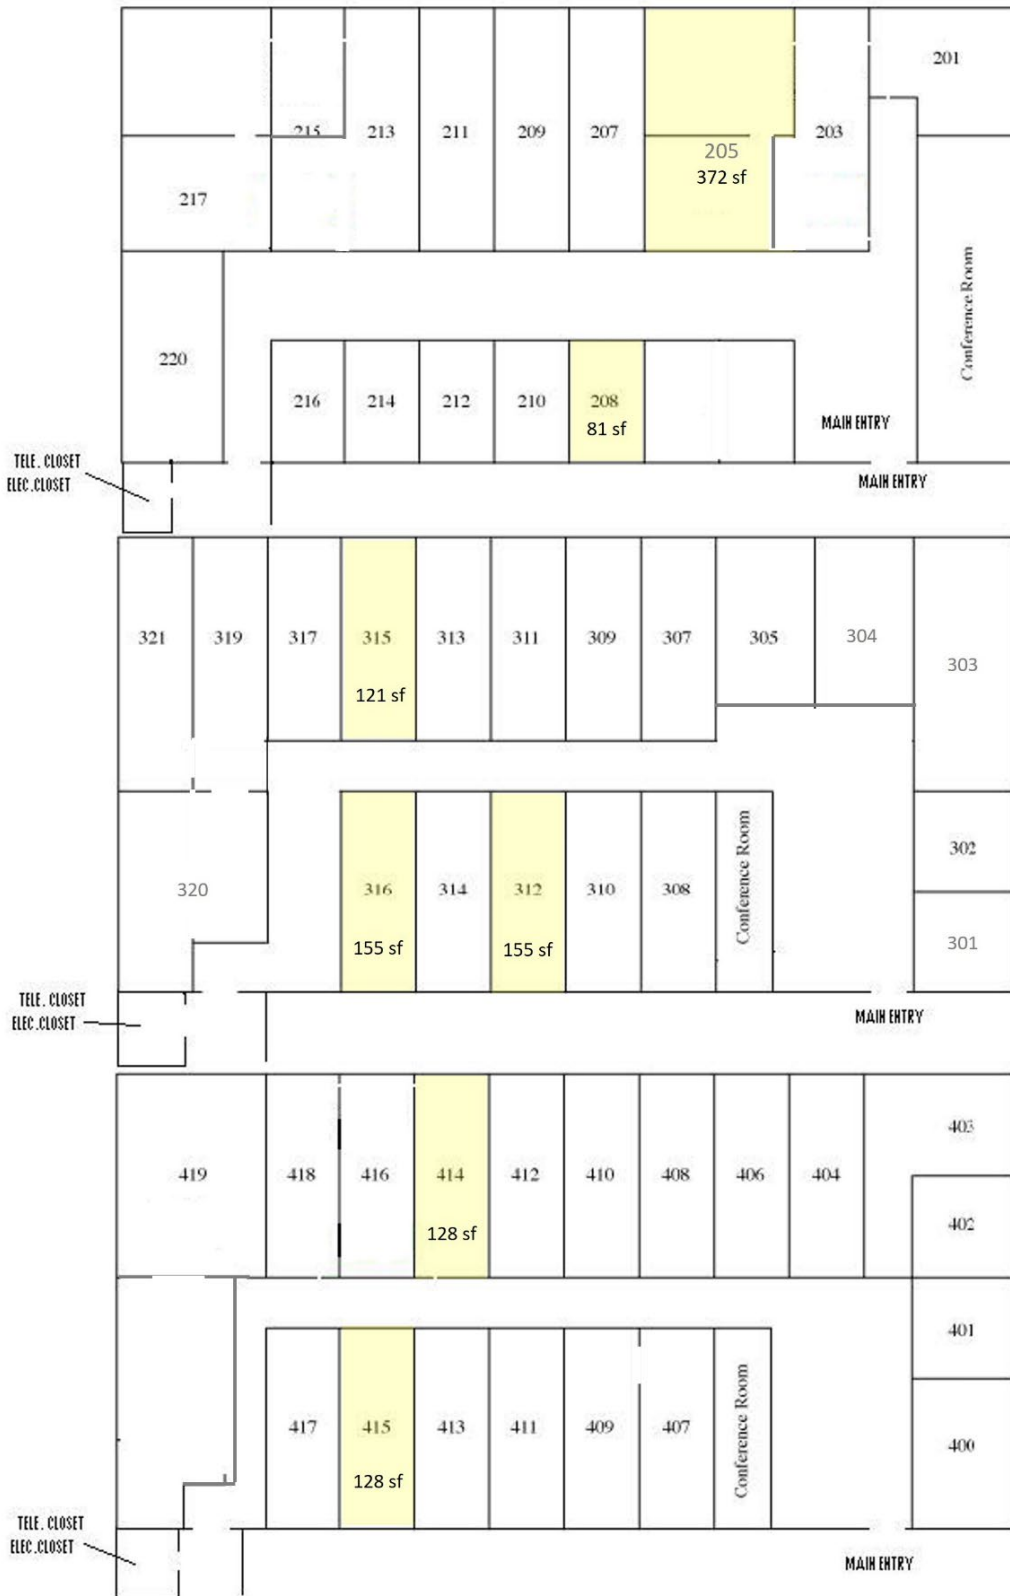 201
215
213
211
209
207
205
372 sf
203
217
Conference Room
220
216
214
212
210
208
81 sf
MAIN ENTRY
TELE. CLOSET
ELEC.CLOSET
MAIN ENTRY
321
319
317
315
121 sf
313
311
309
307
305
304
303
320
316
155 sf
314
312
155 sf
310
308
Conference Room
302
301
TELE. CLOSET
ELEC.CLOSET
MAIN ENTRY
419
418
416
414
128 sf
412
410
408
406
404
403
402
401
417
415
128 sf
413
411
409
407
Conference Room
400
TELE. CLOSET
ELEC.CLOSET
MAIN ENTRY